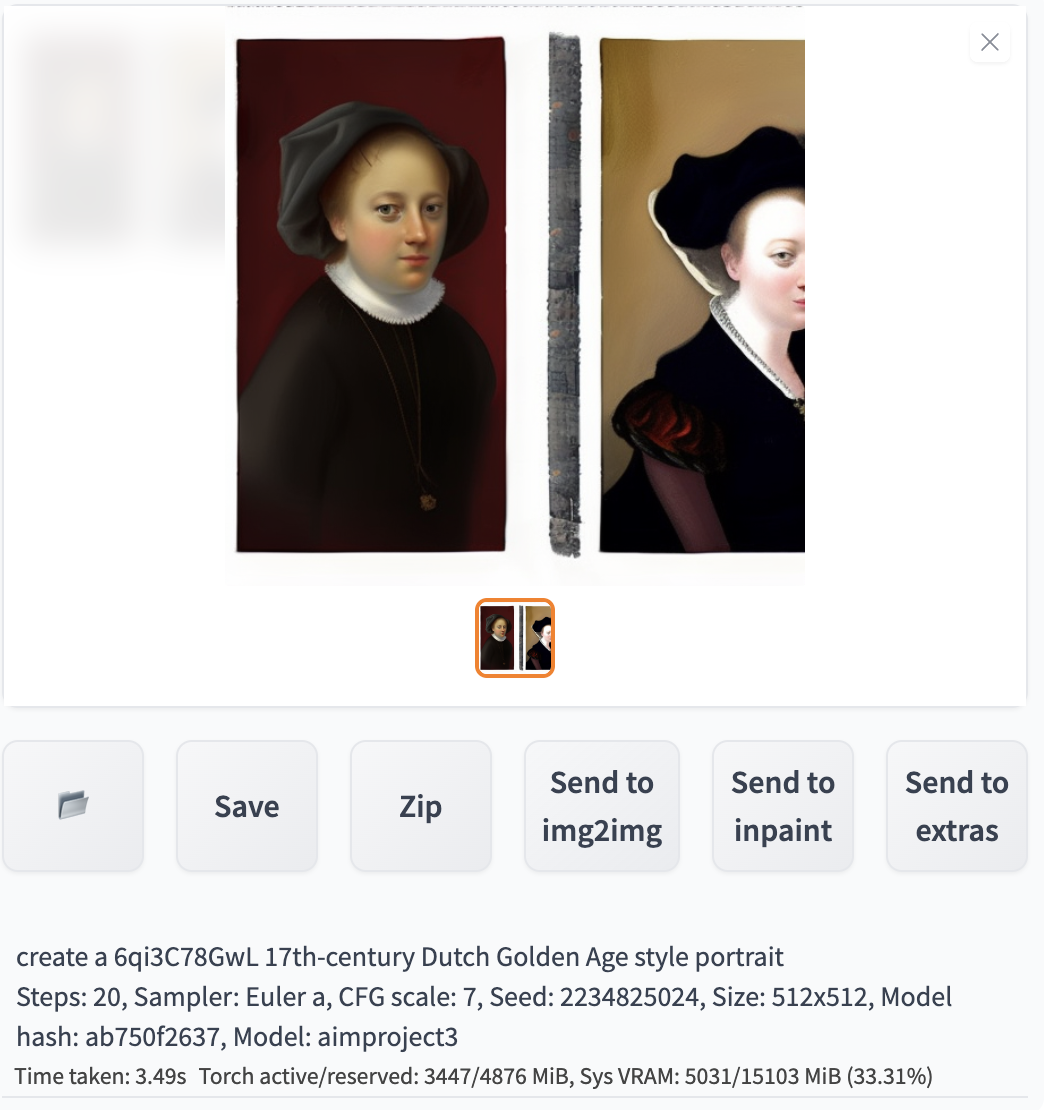 Save
Zip
Send to
img2img
Send to
inpaint
Send to
extras
create a 6qi3C78GwL 17th-century Dutch Golden Age style portrait
Steps: 20, Sampler: Euler a, CFG scale: 7, Seed: 2234825024, Size: 512x512, Model
hash: ab750f2637, Model: aimproject3
Time taken: 3.49s Torch active/reserved: 3447/4876 MiB, Sys VRAM: 5031/15103 MiB (33.31%)